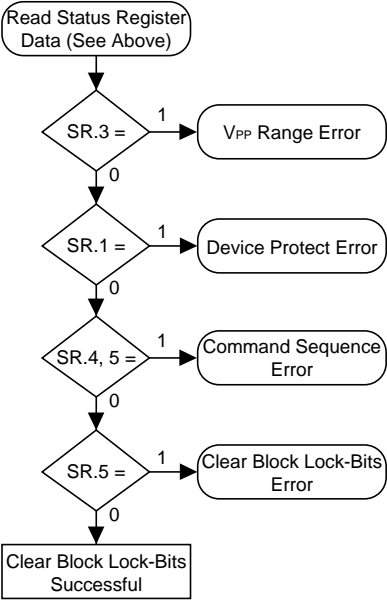 Read Status Register
Data (See Above)
SR.3 =
1
VPP Range Error
0
SR.1 =
1
Device Protect Error
0
SR.4, 5 =
1
Command Sequence
Error
0
SR.5 =
1
Clear Block Lock-Bits
Error
0
Clear Block Lock-Bits
Successful